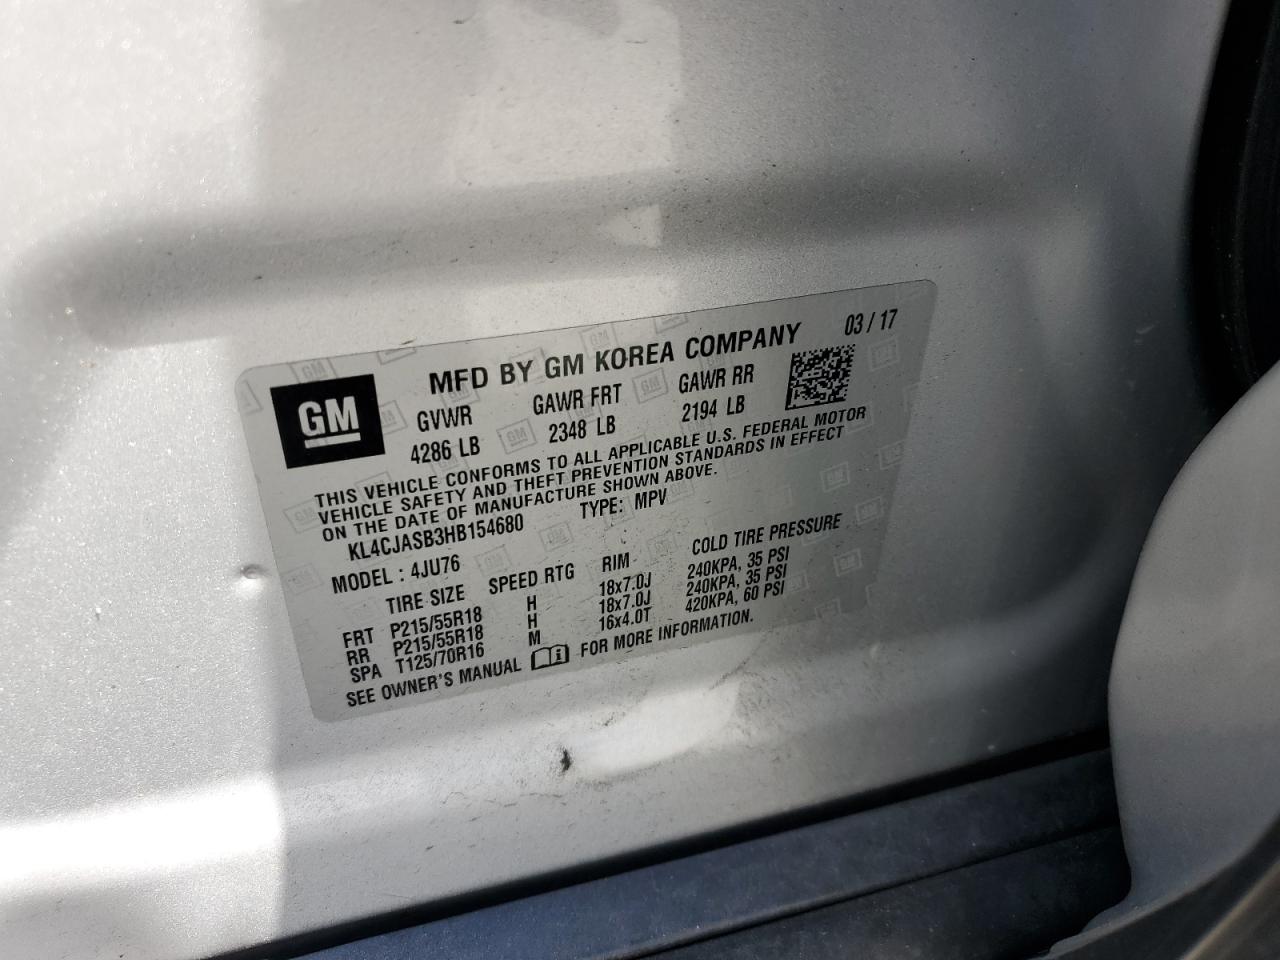 GM
MFD BY GM KOREA COMPANY 03 / 17
GVWR GAWR FRT GAWR RR
4286 LB 2348 LB 2194 LB
THIS VEHICLE CONFORMS TO ALL APPLICABLE U.S. FEDERAL MOTOR
VEHICLE SAFETY AND THEFT PREVENTION STANDARDS IN EFFECT
ON THE DATE OF MANUFACTURE SHOWN ABOVE.
KL4CJASB3HB154680 TYPE: MPV
MODEL : 4JU76
TIRE SIZE SPEED RTG RIM COLD TIRE PRESSURE
FRT P215/55R18 H 18x7.0J 240KPA, 35 PSI
RR P215/55R18 H 18x7.0J 240KPA, 35 PSI
SPA T125/70R16 M 16x4.0T 420KPA, 60 PSI
SEE OWNER'S MANUAL FOR MORE INFORMATION.